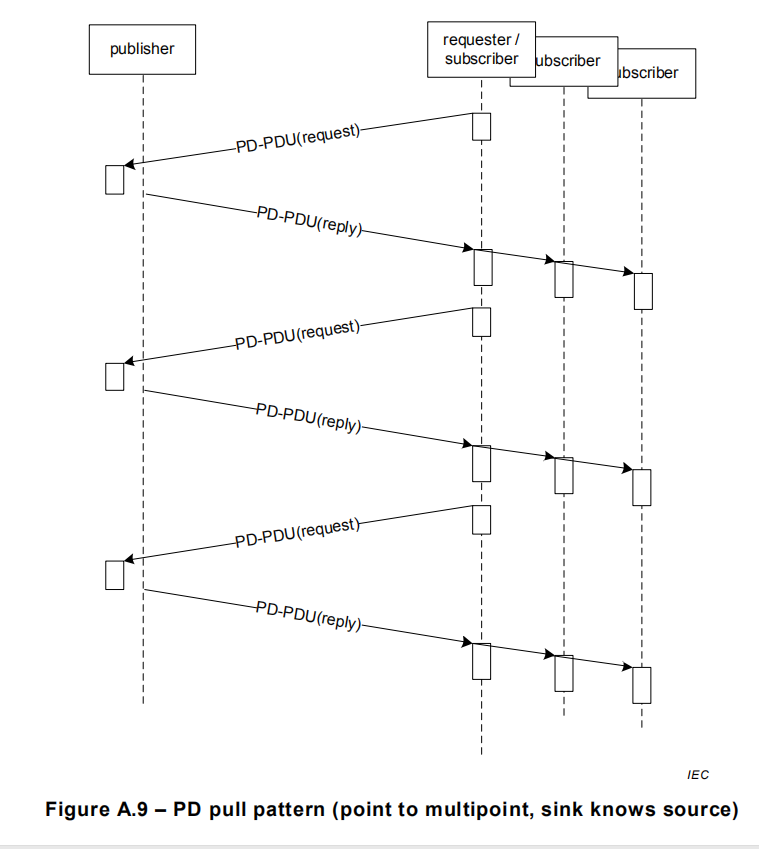 publisher
requester /
subscriber
ubscriber
ubscriber
PD-PDU(request)
PD-PDU(reply)
PD-PDU(request)
PD-PDU(reply)
PD-PDU(request)
PD-PDU(reply)
IEC
Figure A.9 – PD pull pattern (point to multipoint, sink knows source)